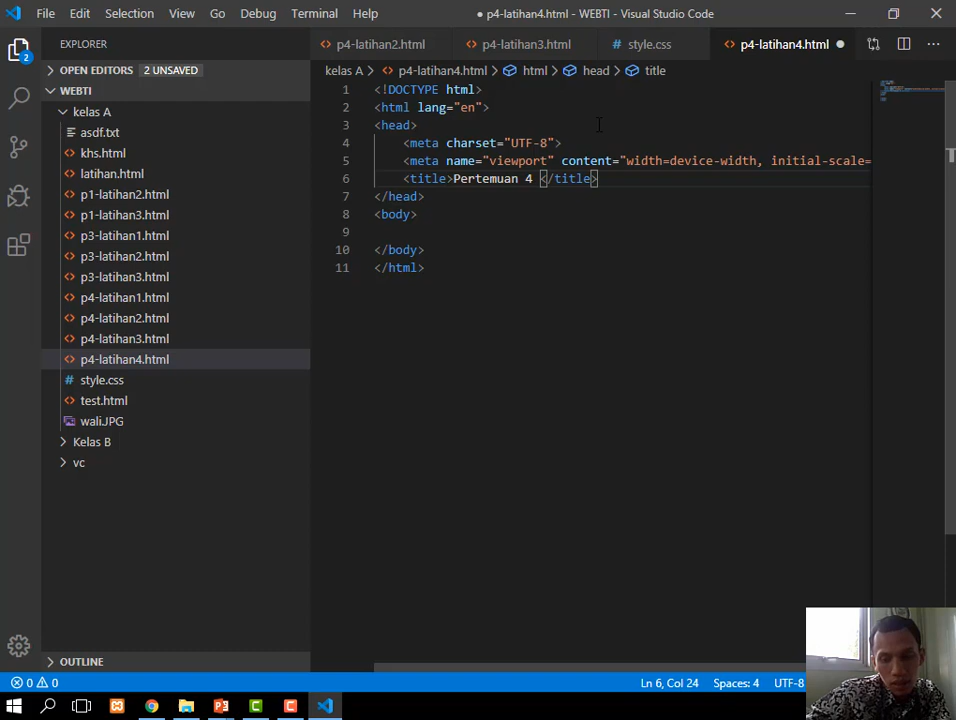 File Edit Selection View Go Debug Terminal Help ● p4-latihan4.html - WEBTI - Visual Studio Code
EXPLORER
p4-latihan2.html p4-latihan3.html # style.css p4-latihan4.html
OPEN EDITORS 2 UNSAVED
kelas A > p4-latihan4.html > html > head > title
WEBTI
kelas A
asdf.txt
khs.html
latihan.html
p1-latihan2.html
p1-latihan3.html
p3-latihan1.html
p3-latihan2.html
p3-latihan3.html
p4-latihan1.html
p4-latihan2.html
p4-latihan3.html
p4-latihan4.html
# style.css
test.html
wali.JPG
Kelas B
vc
OUTLINE
2
1 <!DOCTYPE html>
2 <html lang="en">
3 <head>
4 <meta charset="UTF-8">
5 <meta name="viewport" content="width=device-width, initial-scale=
6 <title>Pertemuan 4 </title>
7 </head>
8 <body>
9
10 </body>
11 </html>
0 0 Ln 6, Col 24 Spaces: 4 UTF-8